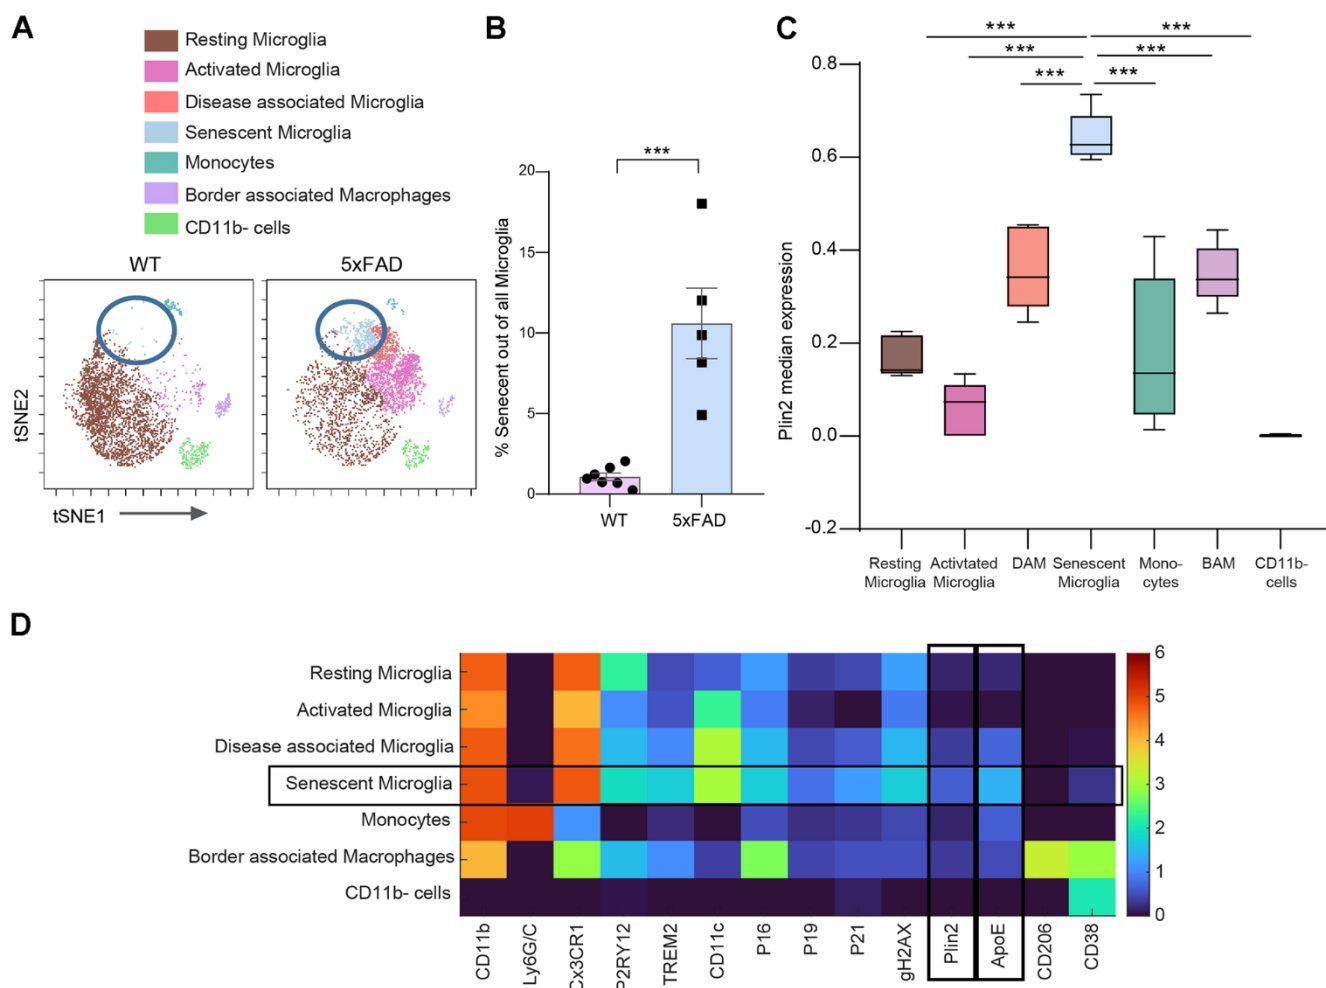 A
Resting Microglia
Activated Microglia
Disease associated Microglia
Senescent Microglia
Monocytes
Border associated Macrophages
CD11b- cells
WT
5xFAD
tSNE2
tSNE1
B
***
% Senecent out of all Microglia
20
15
10
5
0
WT
5xFAD
C
*** ***
*** ***
*** ***
Plin2 median expression
0.8
0.6
0.4
0.2
0.0
-0.2
Resting Microglia
Activtated Microglia
DAM
Senescent Microglia
Mono-cytes
BAM
CD11b- cells
D
Resting Microglia
Activated Microglia
Disease associated Microglia
Senescent Microglia
Monocytes
Border associated Macrophages
CD11b- cells
CD11b
Ly6G/C
Cx3CR1
P2RY12
TREM2
CD11c
P16
P19
P21
gH2AX
Plin2
ApoE
CD206
CD38
6
5
4
3
2
1
0